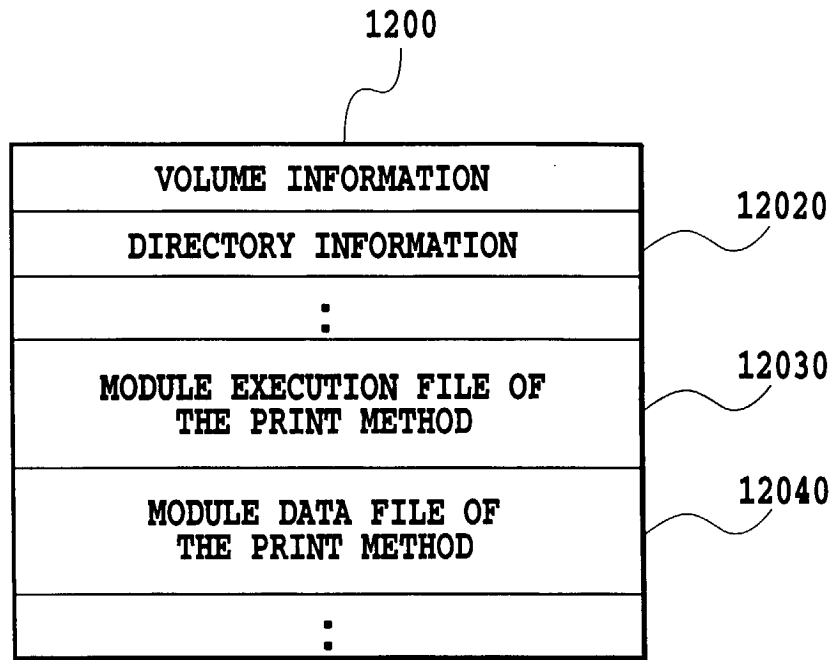 1200
VOLUME INFORMATION
12020
DIRECTORY INFORMATION
:
12030
MODULE EXECUTION FILE OF
THE PRINT METHOD
12040
MODULE DATA FILE OF
THE PRINT METHOD
: